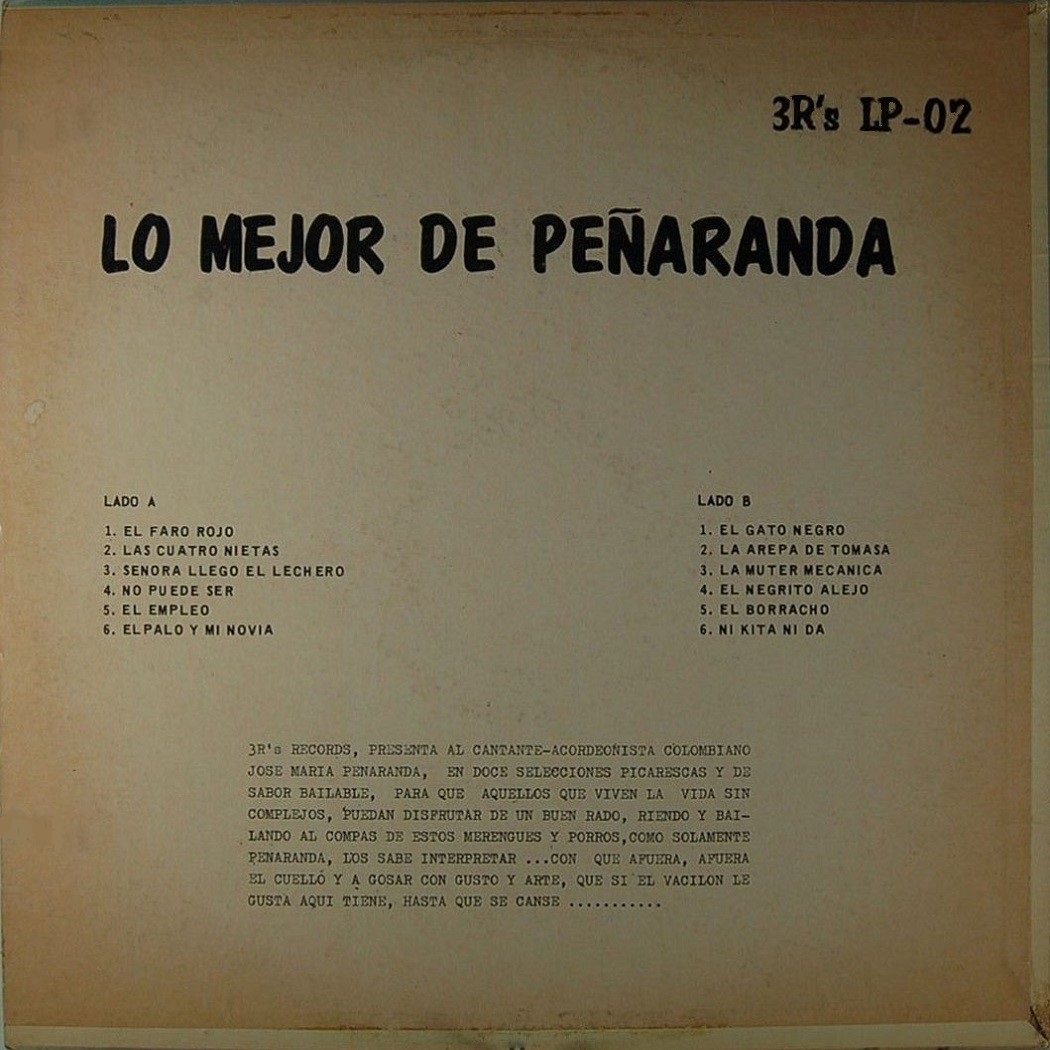 3R's LP-02
LO MEJOR DE PEÑARANDA
LADO A
1. EL FARO ROJO
2. LAS CUATRO NIETAS
3. SENORA LLEGO EL LECHERO
4. NO PUEDE SER
5. EL EMPLEO
6. ELPALO Y MI NOVIA
LADO B
1. EL GATO NEGRO
2. LA AREPA DE TOMASA
3. LA MUTER MECANICA
4. EL NEGRITO ALEJO
5. EL BORRACHO
6. NI KITA NI DA
3R's RECORDS, PRESENTA AL CANTANTE-ACORDEONISTA COLOMBIANO
JOSE MARIA PENARANDA, EN DOCE SELECCIONES PICARESCAS Y DE
SABOR BAILABLE, PARA QUE AQUELLOS QUE VIVEN LA VIDA SIN
COMPLEJOS, PUEDAN DISFRUTAR DE UN BUEN RADO, RIENDO Y BAI-
LANDO AL COMPAS DE ESTOS MERENGUES Y PORROS,COMO SOLAMENTE
PENARANDA, LOS SABE INTERPRETAR ...CON QUE AFUERA, AFUERA
EL CUELLÓ Y A GOSAR CON GUSTO Y ARTE, QUE SI EL VACILON LE
GUSTA AQUI TIENE, HASTA QUE SE CANSE ...........